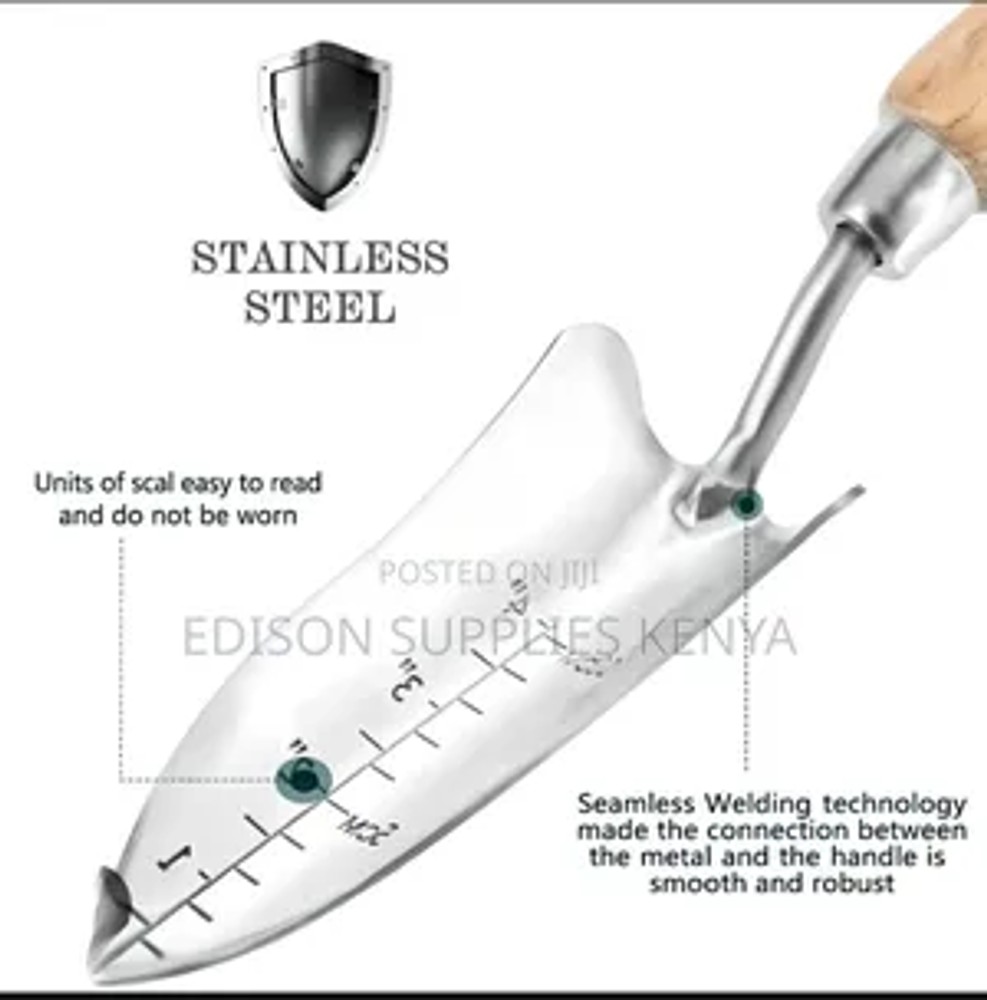 STAINLESS
STEEL
Units of scal easy to read
and do not be worn
POSTED ON JIJI
EDISON SUPPLIES KENYA
3"
1
Seamless Welding technology
made the connection between
the metal and the handle is
smooth and robust